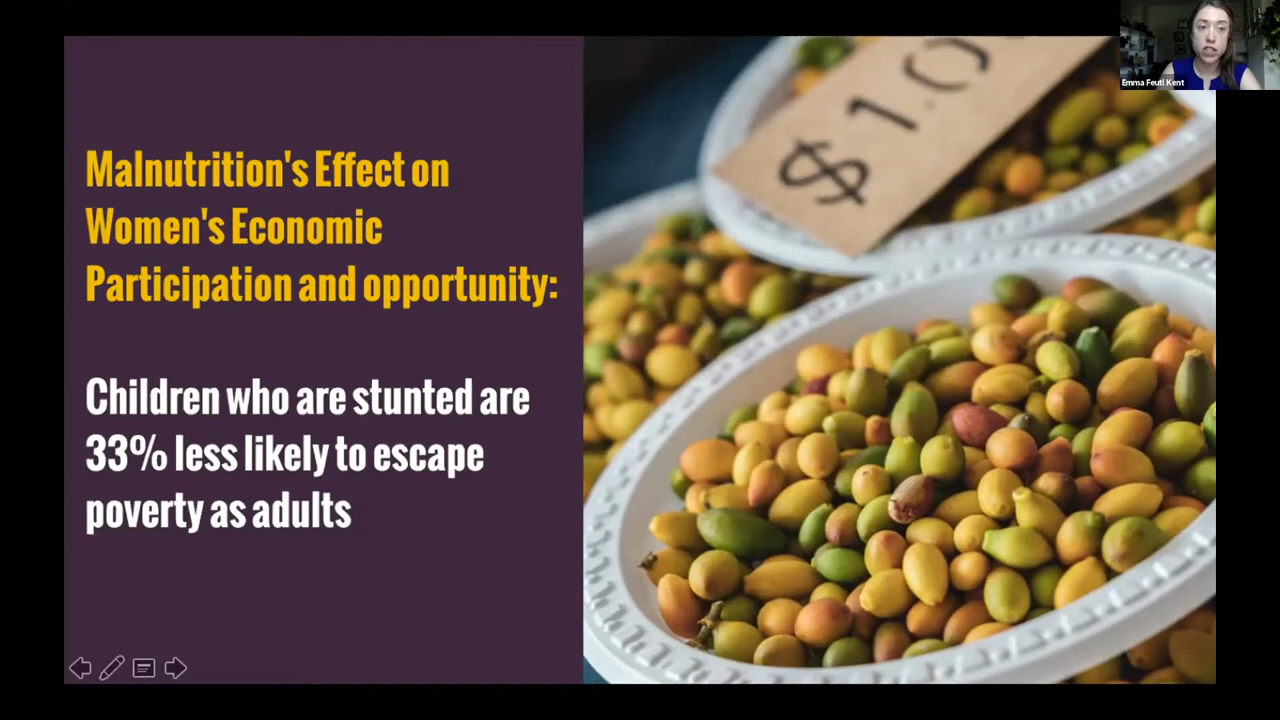 Emma Feutl Kent
$1.0
Malnutrition's Effect on
Women's Economic
Participation and opportunity:
Children who are stunted are
33% less likely to escape
poverty as adults